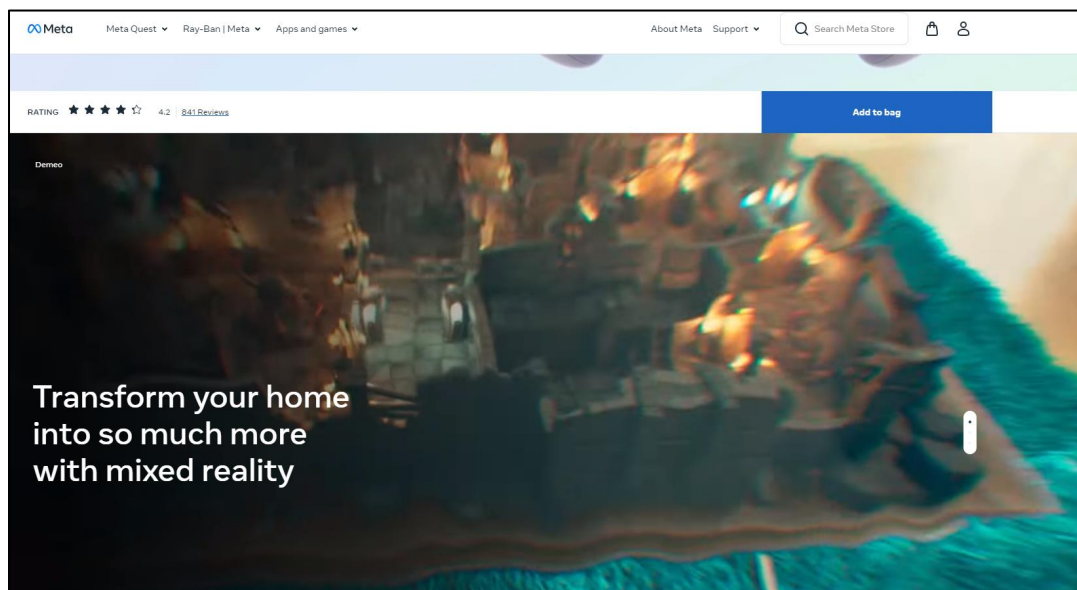 Meta
Meta Quest
Ray-Ban | Meta
Apps and games
About Meta
Support
Search Meta Store
RATING
4.2
841 Reviews
Add to bag
Demeo
Transform your home
into so much more
with mixed reality